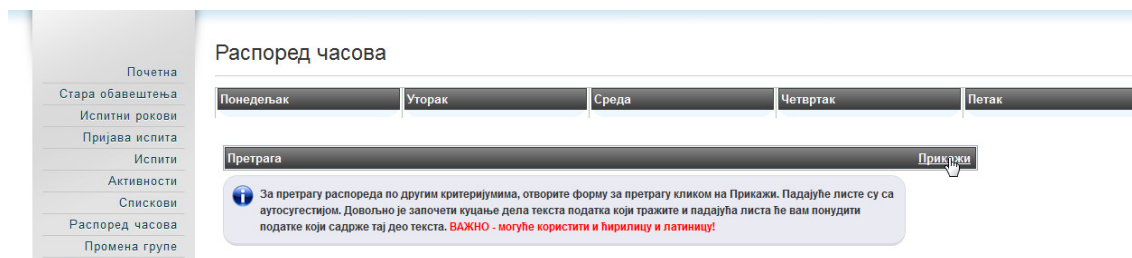 Распоред часова
Почетна
Стара обавештења
Испитни рокови
Пријава испита
Испити
Активности
Спискови
Распоред часова
Промена групе
Понедељак Уторак Среда Четвртак Петак
Претрага Прикажи
За претрагу распореда по другим критеријумима, отворите форму за претрагу кликом на Прикажи. Падајуће листе су са
аутосугестијом. Довољно је започети куцање дела текста податка који тражите и падајућа листа ће вам понудити
податке који садрже тај део текста. ВАЖНО - могуће користити и ћирилицу и латиницу!